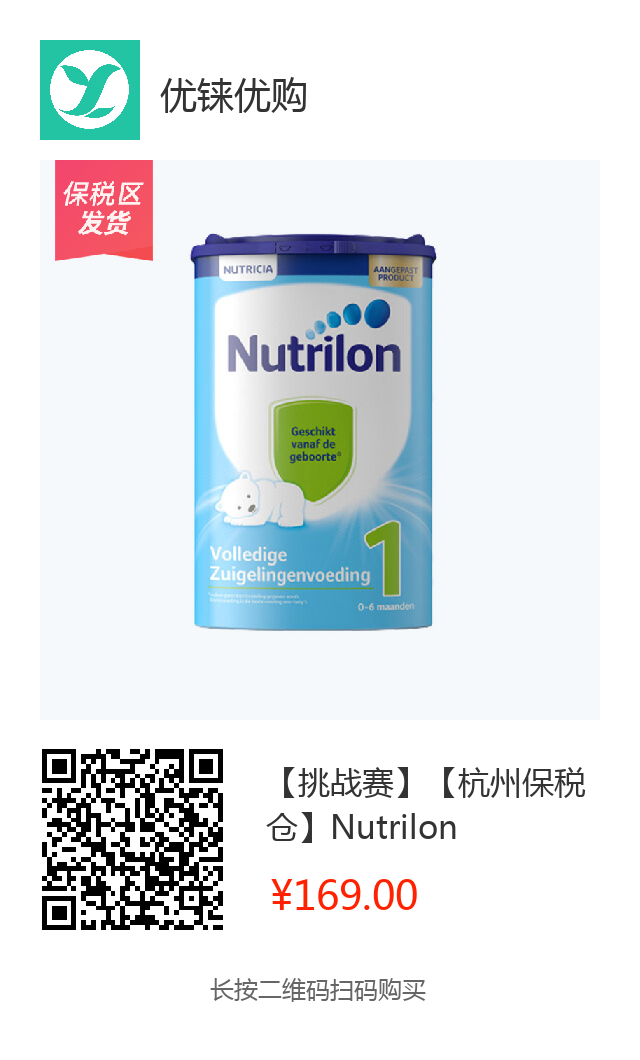 优铼优购
保税区
发货
NUTRICIA
AANGEPAST
PRODUCT
Nutrilon
Geschikt
vanaf de
geboorte*
Volledige
Zuigelingenvoeding
1
0-6 maanden
【挑战赛】【杭州保税
仓】Nutrilon
¥169.00
长按二维码扫码购买